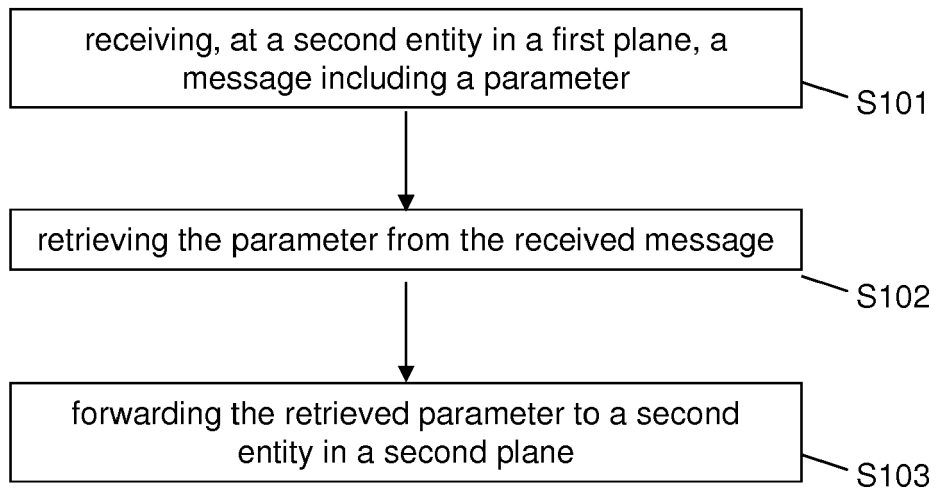 receiving, at a second entity in a first plane, a
message including a parameter
S101
retrieving the parameter from the received message
S102
forwarding the retrieved parameter to a second
entity in a second plane
S103